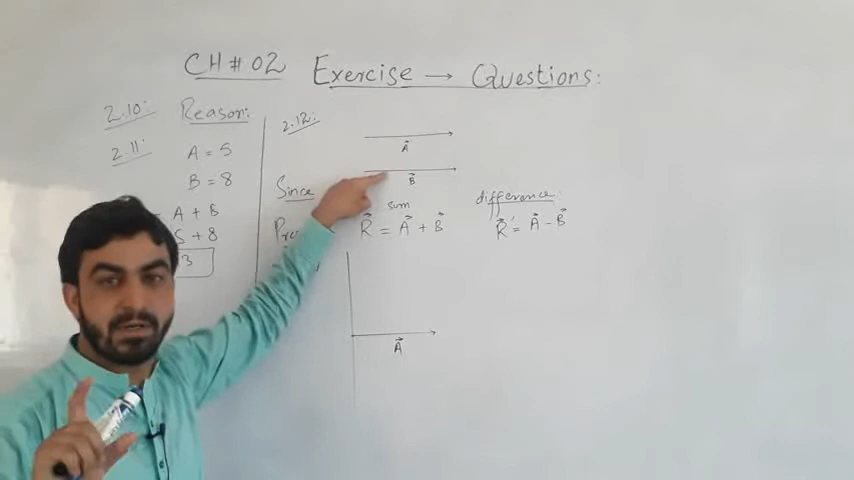 CH # 02 Exercise → Questions:
2.10:
Reason:
2.11:
A = 5
B = 8
A + B
5 + 8
3
2.12:
A⃗
B⃗
Since
sum
R⃗ = A⃗ + B⃗
difference:
R⃗' = A⃗ - B⃗
A⃗